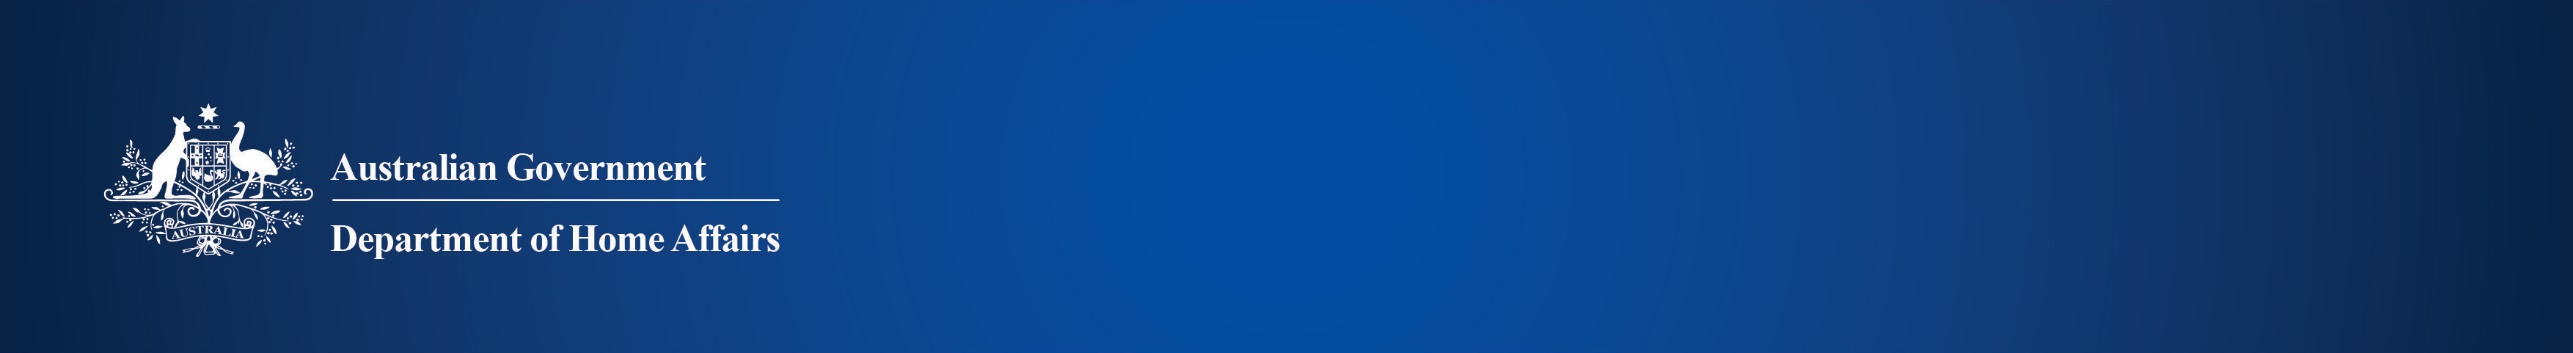 Australian Government
Department of Home Affairs
AUSTRALIA